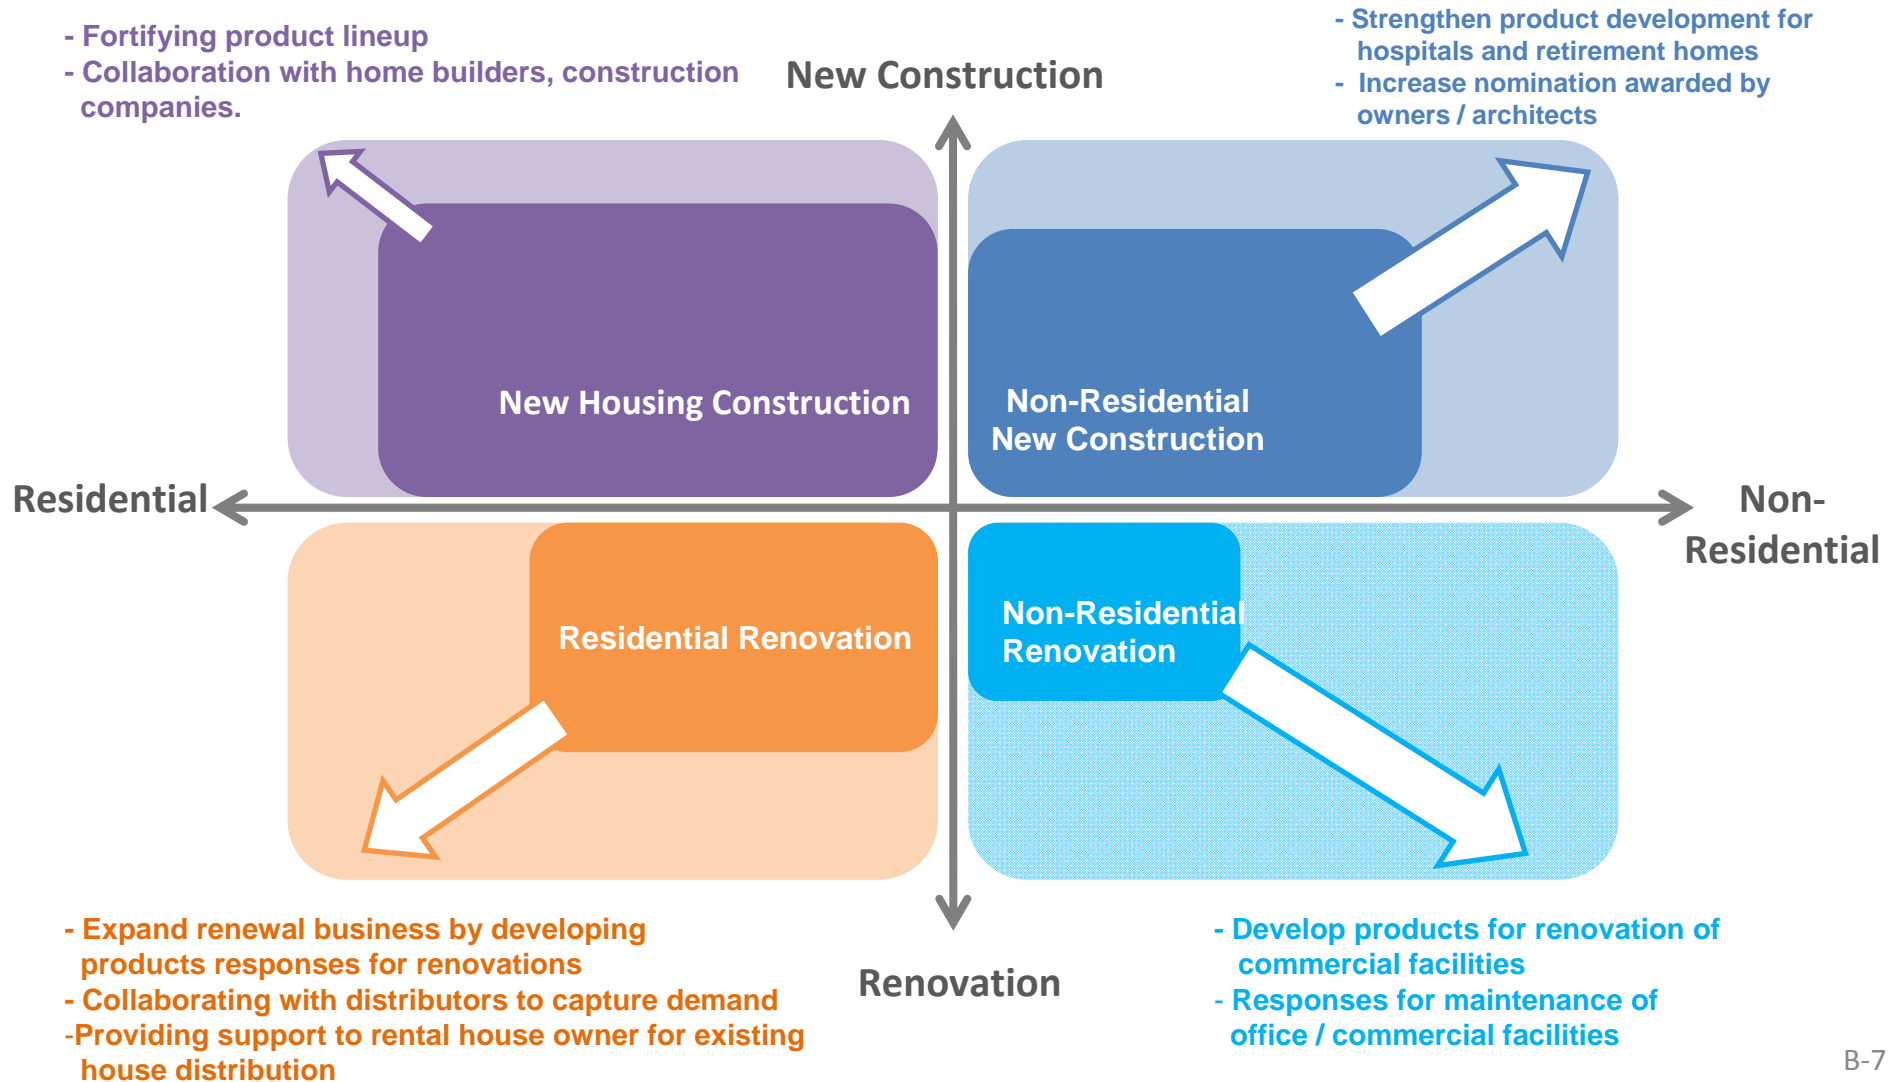 - Fortifying product lineup
- Collaboration with home builders, construction
companies.
New Construction
- Strengthen product development for
hospitals and retirement homes
- Increase nomination awarded by
owners / architects
New Housing Construction
Non-Residential
New Construction
Residential
Non-
Residential
Residential Renovation
Non-Residential
Renovation
- Expand renewal business by developing
products responses for renovations
- Collaborating with distributors to capture demand
-Providing support to rental house owner for existing
house distribution
Renovation
- Develop products for renovation of
commercial facilities
- Responses for maintenance of
office / commercial facilities
B-7